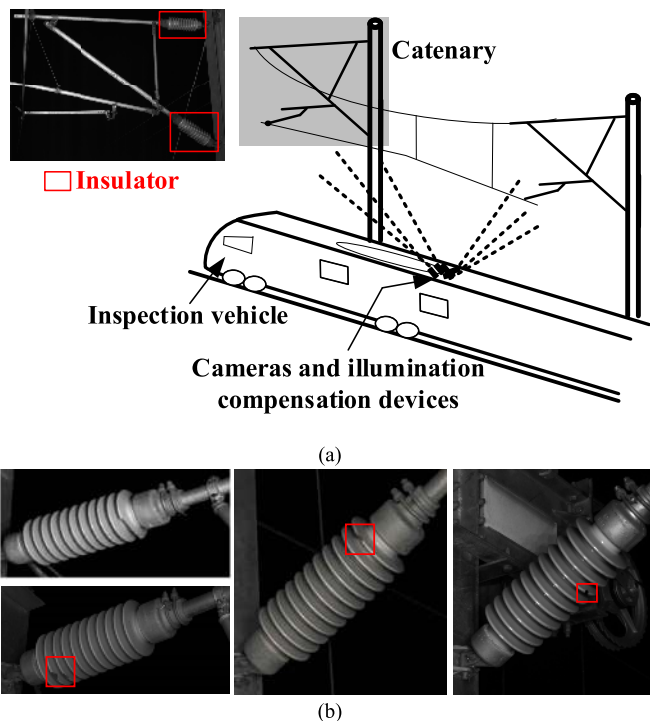 Catenary
Insulator
Inspection vehicle
Cameras and illumination
compensation devices
(a)
(b)